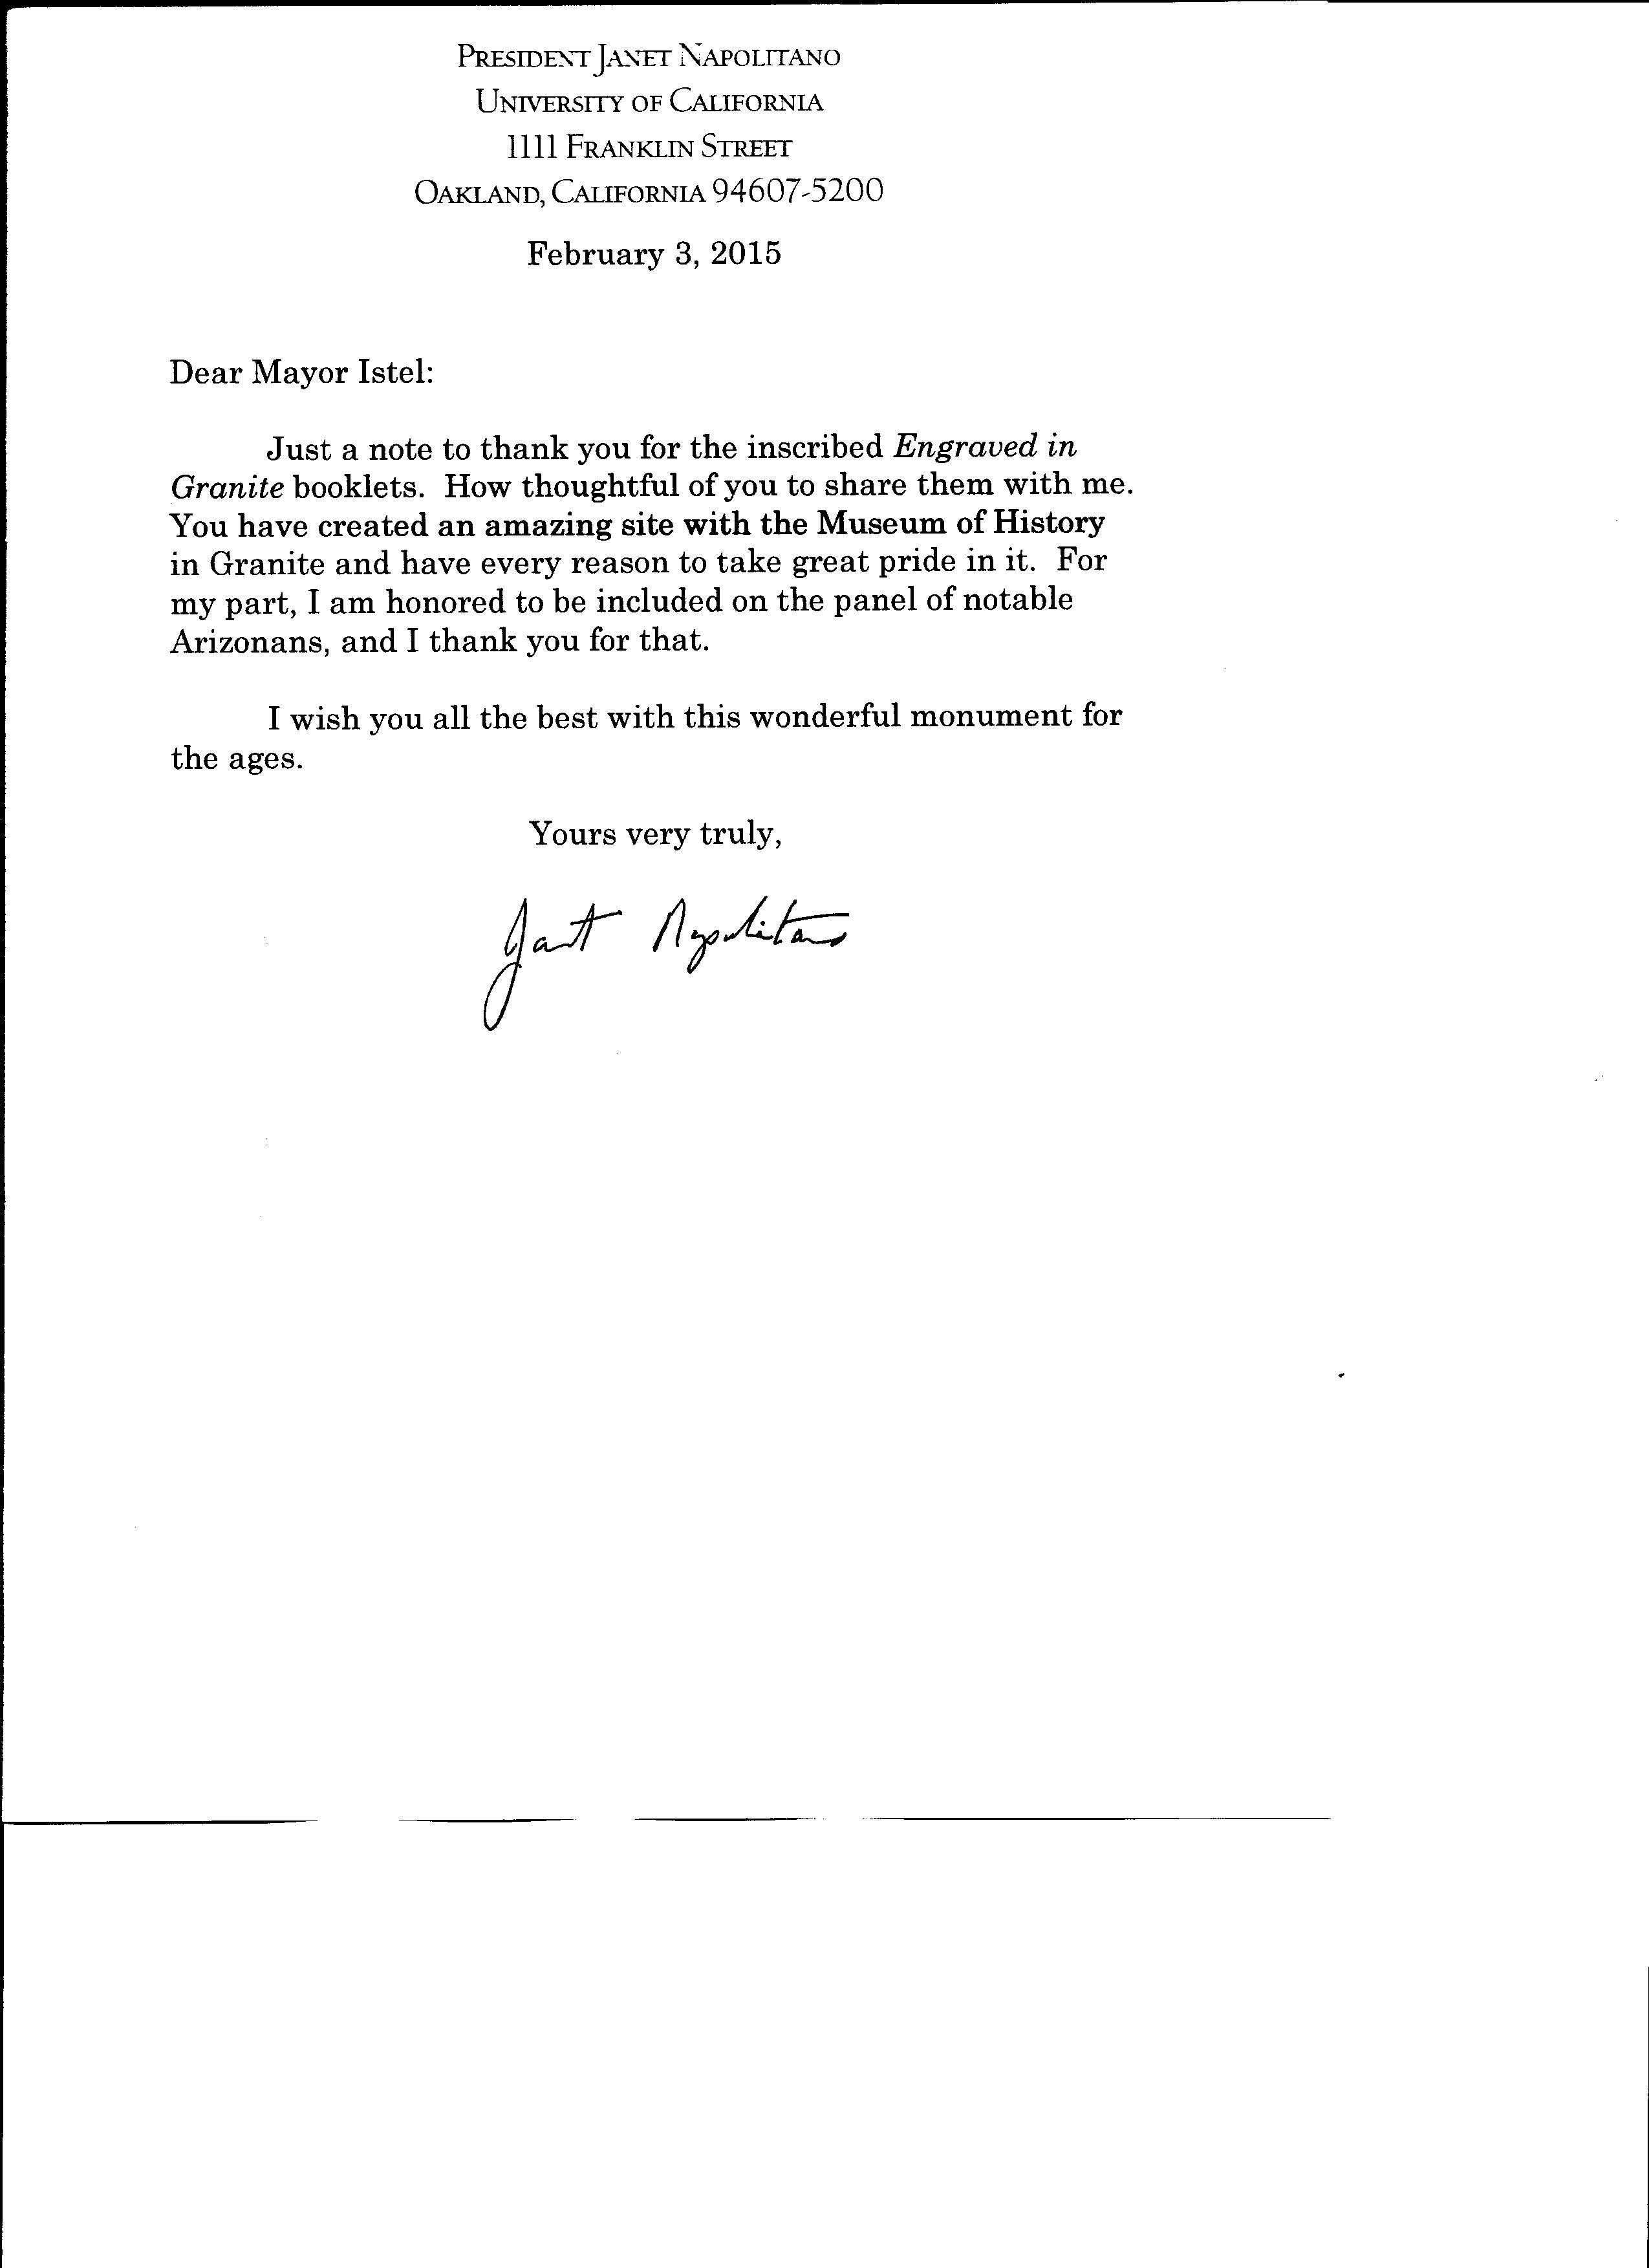 PRESIDENT JANET NAPOLITANO
UNIVERSITY OF CALIFORNIA
1111 FRANKLIN STREET
OAKLAND, CALIFORNIA 94607-5200
February 3, 2015
Dear Mayor Istel:
Just a note to thank you for the inscribed Engraved in
Granite booklets. How thoughtful of you to share them with me.
You have created an amazing site with the Museum of History
in Granite and have every reason to take great pride in it. For
my part, I am honored to be included on the panel of notable
Arizonans, and I thank you for that.
I wish you all the best with this wonderful monument for
the ages.
Yours very truly,
Janet Napolitano